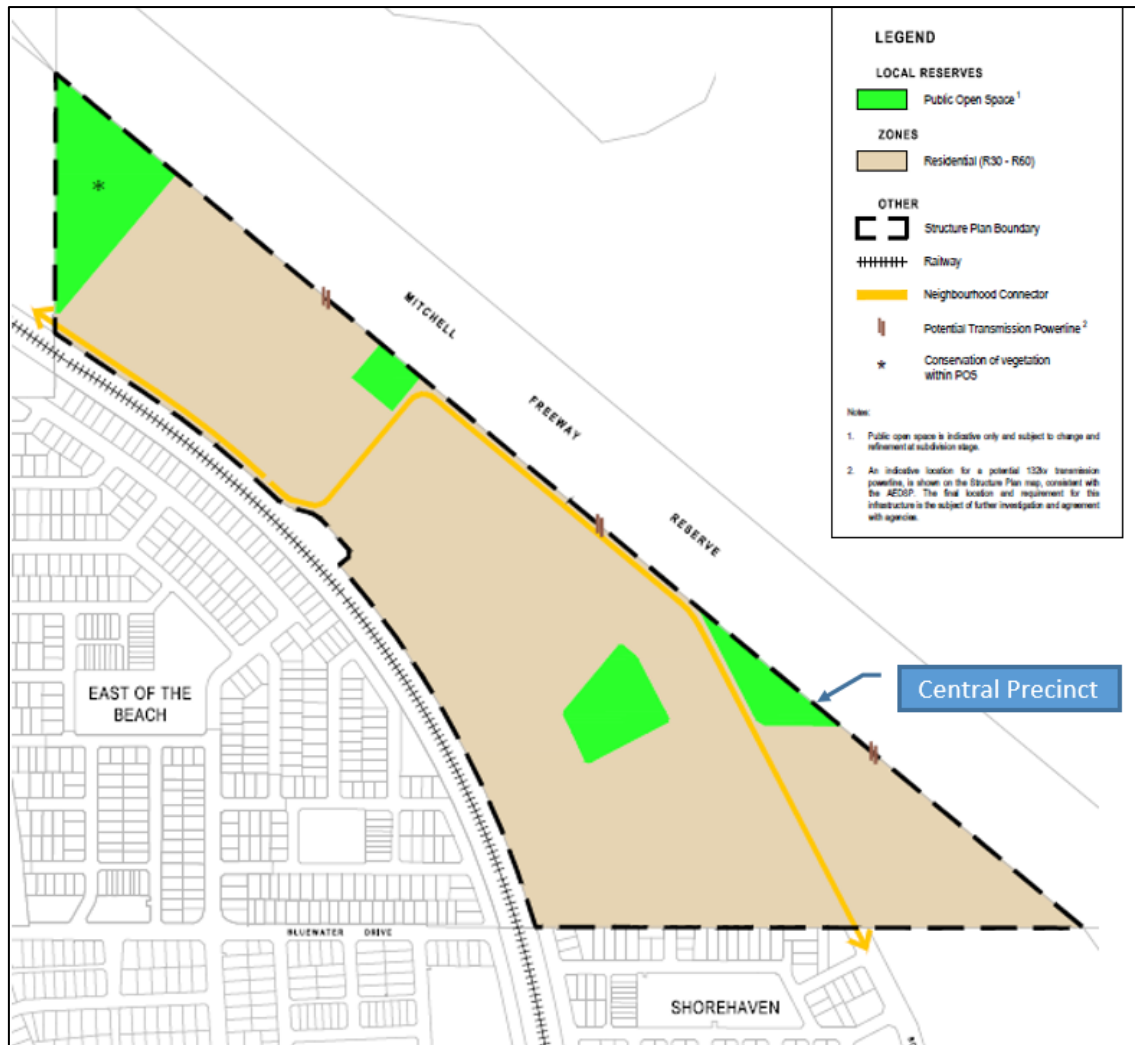 LEGEND
LOCAL RESERVES
Public Open Space 1
ZONES
Residential (R30 - R60)
OTHER
Structure Plan Boundary
Railway
Neighbourhood Connector
Potential Transmission Powerline 2
* Conservation of vegetation
within POS
Notes:
1. Public open space is indicative only and subject to change and
refinement at subdivision stage.
2. An indicative location for a potential 132kv transmission
powerline, is shown on the Structure Plan map, consistent with
the AEDSP. The final location and requirement for this
infrastructure is the subject of further investigation and agreement
with agencies.
*
MITCHELL
FREEWAY
RESERVE
Central Precinct
EAST OF THE
BEACH
BLUEWATER DRIVE
SHOREHAVEN